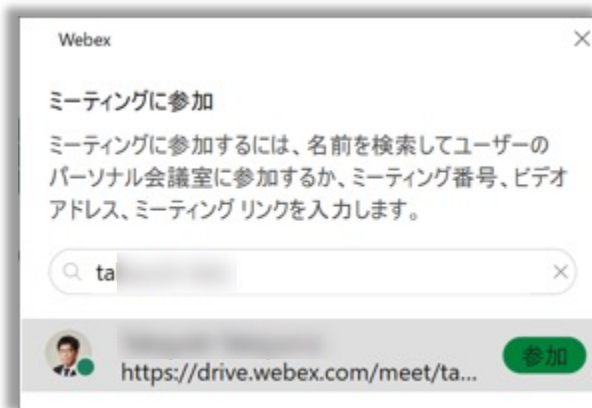 Webex
ミーティングに参加
ミーティングに参加するには、名前を検索してユーザーの
パーソナル会議室に参加するか、ミーティング番号、ビデオ
アドレス、ミーティング リンクを入力します。
ta
参加
https://drive.webex.com/meet/ta...